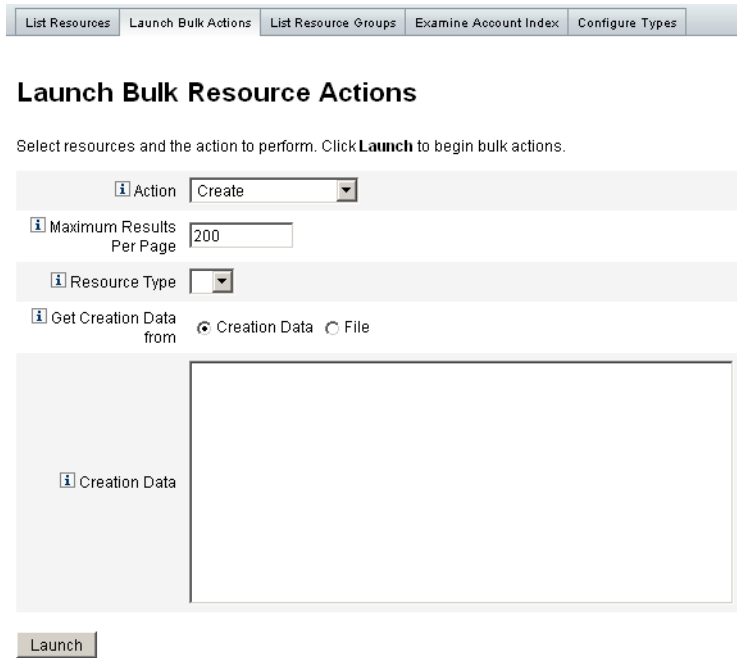 List Resources Launch Bulk Actions List Resource Groups Examine Account Index Configure Types
Launch Bulk Resource Actions
Select resources and the action to perform. Click Launch to begin bulk actions.
i Action Create
i Maximum Results
Per Page 200
i Resource Type
i Get Creation Data
from Creation Data File
i Creation Data
Launch